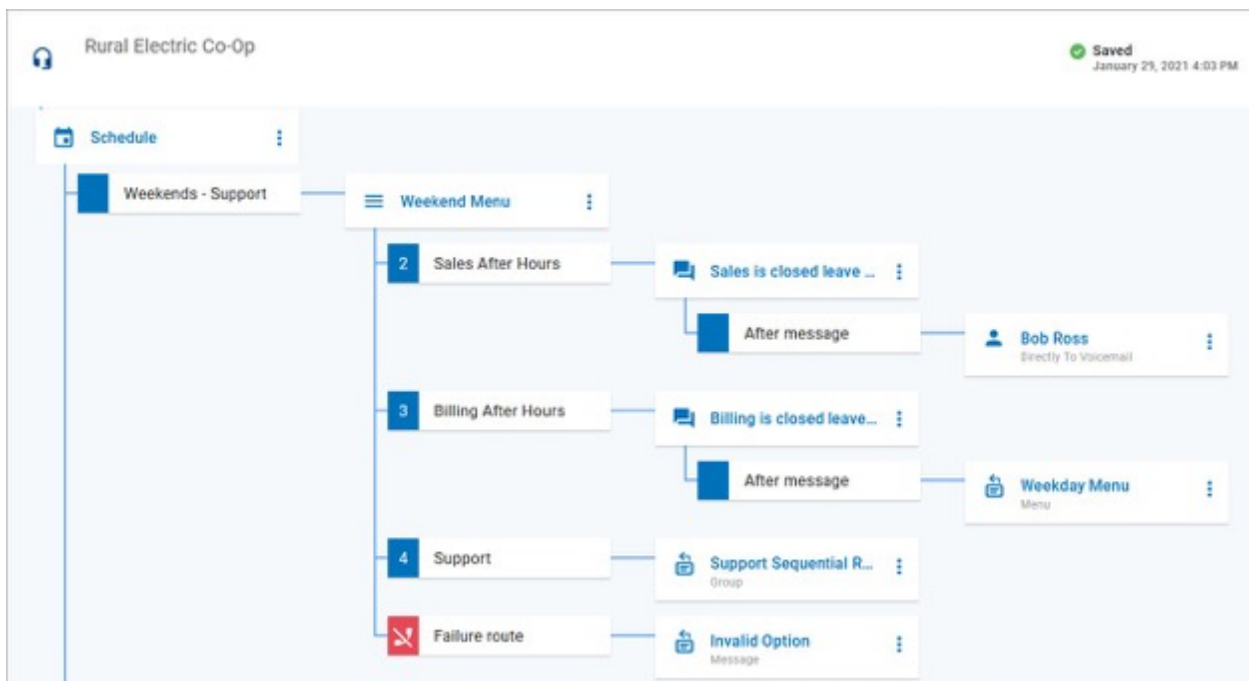 Rural Electric Co-Op
Saved
January 29, 2021 4:03 PM
Schedule
Weekends - Support
Weekend Menu
2 Sales After Hours
Sales is closed leave ...
After message
Bob Ross
Directly To Voicemail
3 Billing After Hours
Billing is closed leave...
After message
Weekday Menu
Menu
4 Support
Support Sequential R...
Group
Failure route
Invalid Option
Message